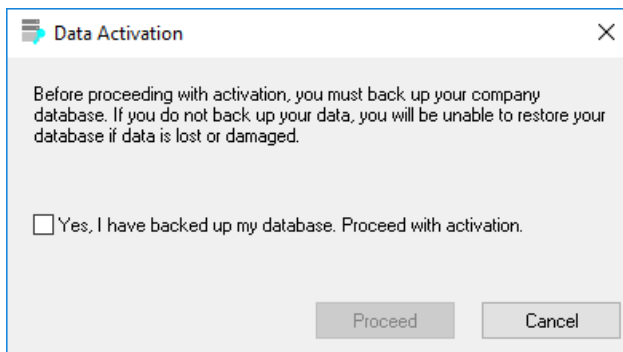 Data Activation
Before proceeding with activation, you must back up your company
database. If you do not back up your data, you will be unable to restore your
database if data is lost or damaged.
Yes, I have backed up my database. Proceed with activation.
Proceed
Cancel